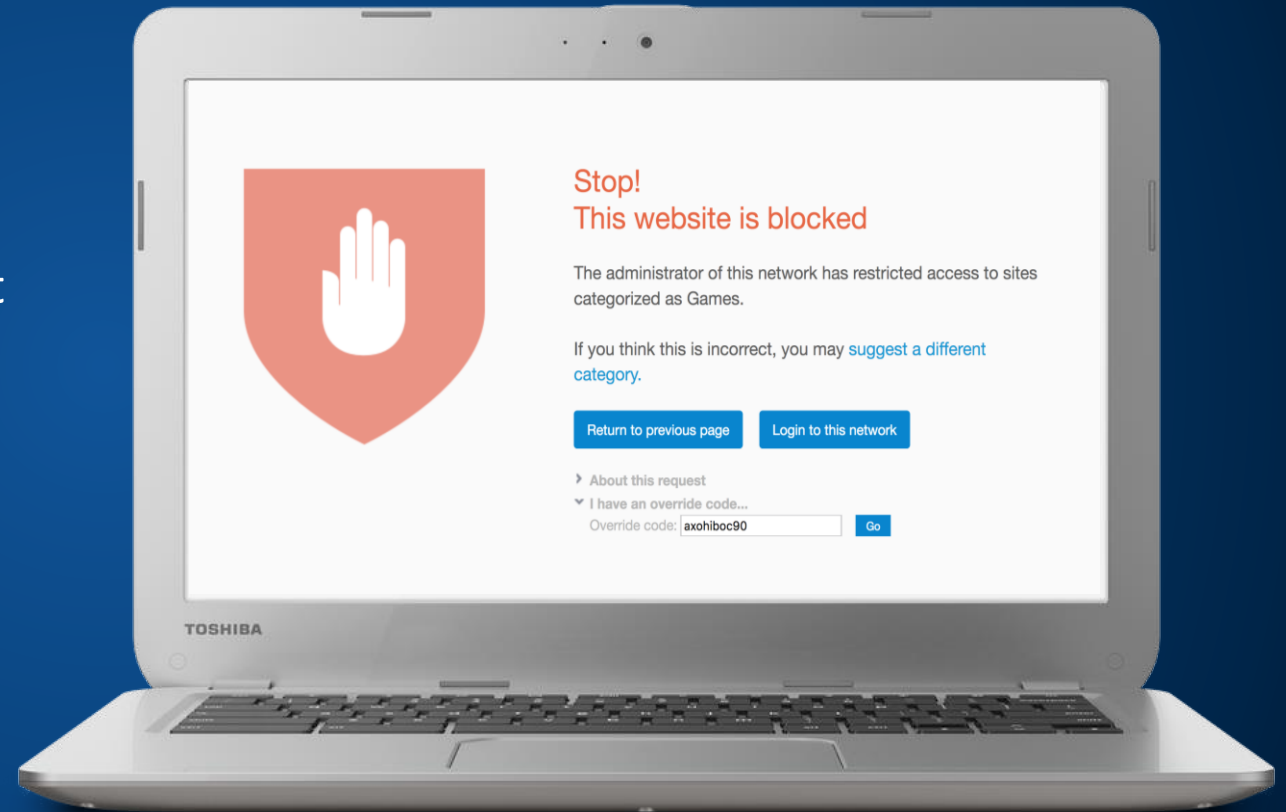 t
Stop!
This website is blocked
The administrator of this network has restricted access to sites
categorized as Games.
If you think this is incorrect, you may suggest a different
category.
Return to previous page
Login to this network
About this request
I have an override code...
Override code: axohiboc90 Go
TOSHIBA